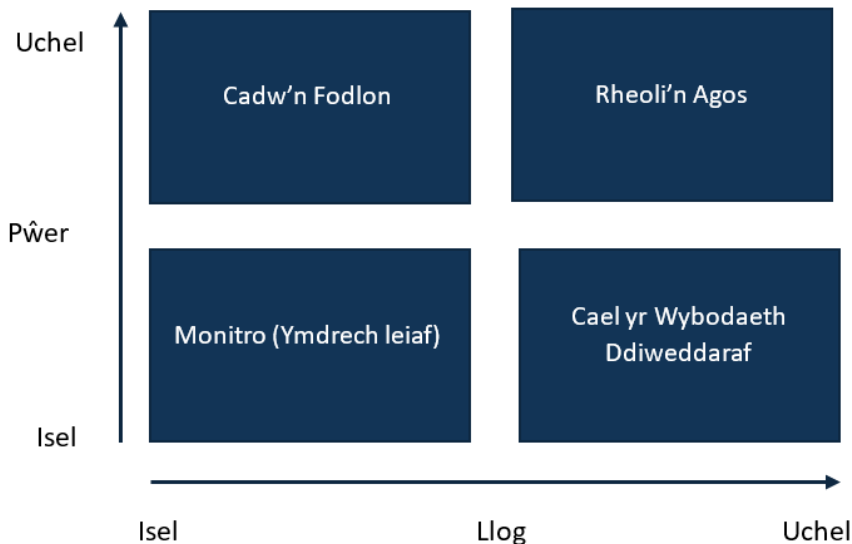 Uchel
Cadw’n Fodlon
Rheoli’n Agos
Pŵer
Monitro (Ymdrech leiaf)
Cael yr Wybodaeth
Ddiweddaraf
Isel
Isel
Llog
Uchel